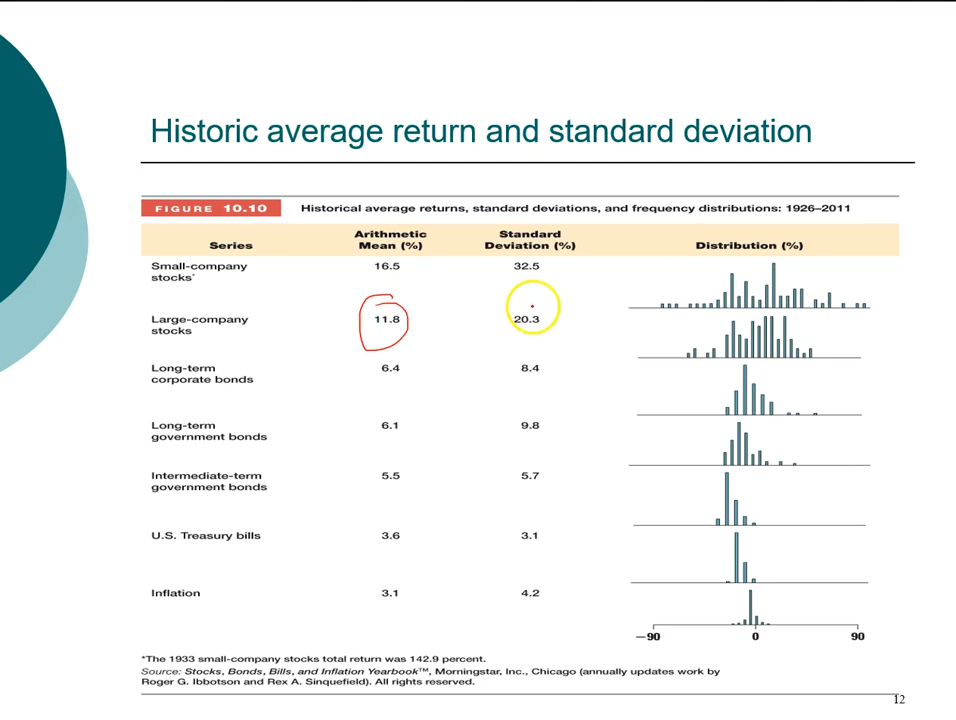 Historic average return and standard deviation
FIGURE 10.10 Historical average returns, standard deviations, and frequency distributions: 1926–2011
Series Arithmetic Mean (%) Standard Deviation (%) Distribution (%)
Small-company stocks* 16.5 32.5
Large-company stocks 11.8 20.3
Long-term corporate bonds 6.4 8.4
Long-term government bonds 6.1 9.8
Intermediate-term government bonds 5.5 5.7
U.S. Treasury bills 3.6 3.1
Inflation 3.1 4.2
−90 0 90
*The 1933 small-company stocks total return was 142.9 percent.
Source: Stocks, Bonds, Bills, and Inflation Yearbook™, Morningstar, Inc., Chicago (annually updates work by
Roger G. Ibbotson and Rex A. Sinquefield). All rights reserved.
12